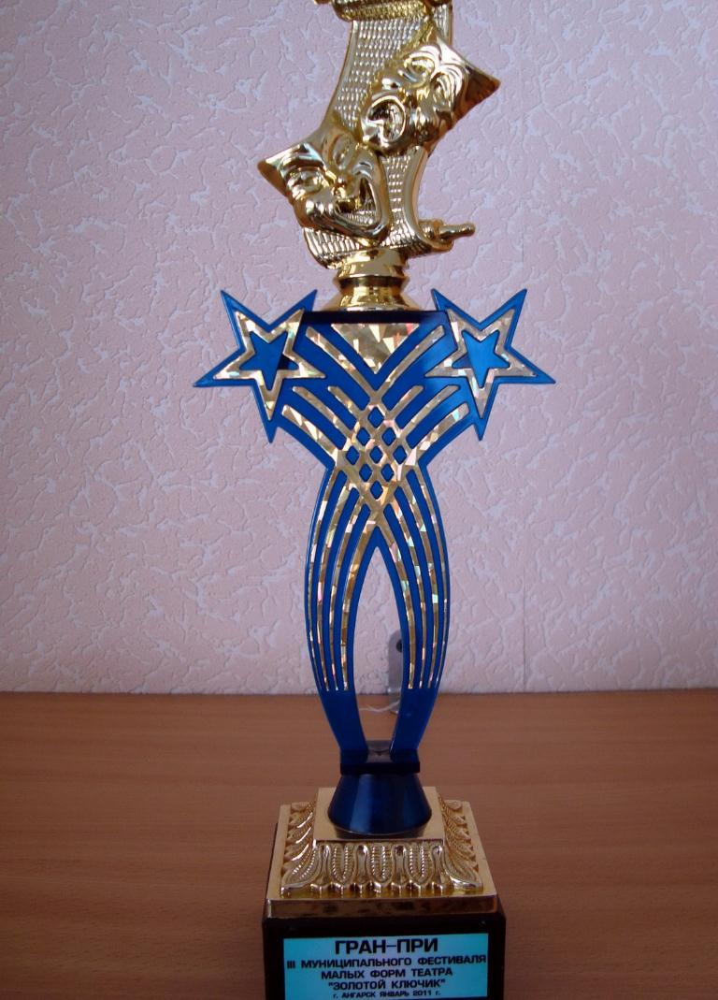 ГРАН-ПРИ
III МУНИЦИПАЛЬНОГО ФЕСТИВАЛЯ
МАЛЫХ ФОРМ ТЕАТРА
"ЗОЛОТОЙ КЛЮЧИК"
г. АНГАРСК ЯНВАРЬ 2011 г.